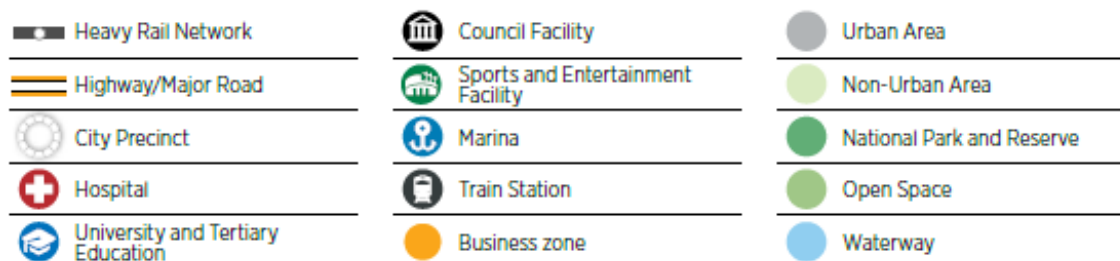 Heavy Rail Network
Highway/Major Road
City Precinct
Hospital
University and Tertiary
Education
Council Facility
Sports and Entertainment
Facility
Marina
Train Station
Business zone
Urban Area
Non-Urban Area
National Park and Reserve
Open Space
Waterway